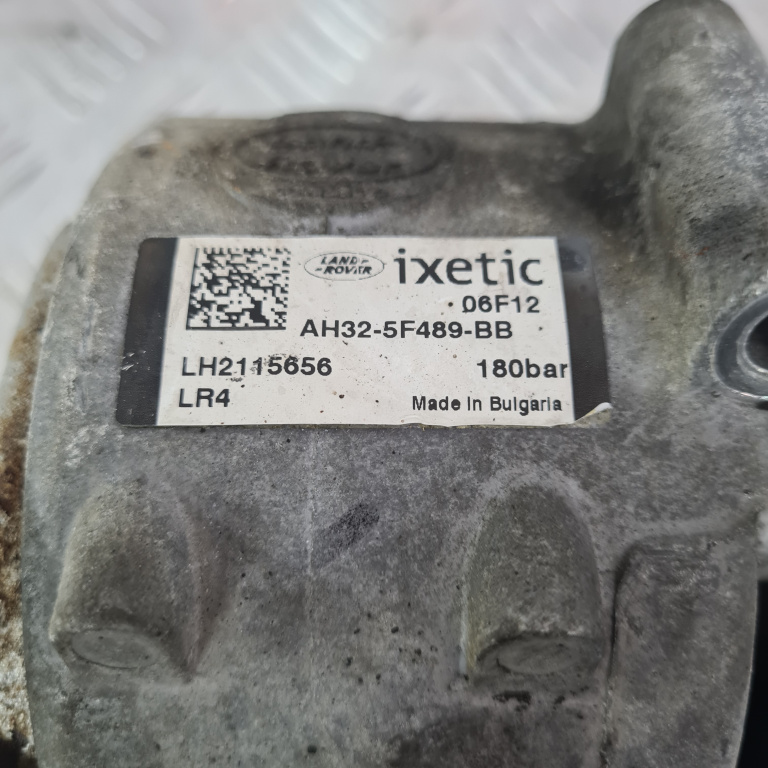 LAND-
-ROVER
ixetic
06F12
AH32-5F489-BB
LH2115656
180bar
LR4
Made in Bulgaria